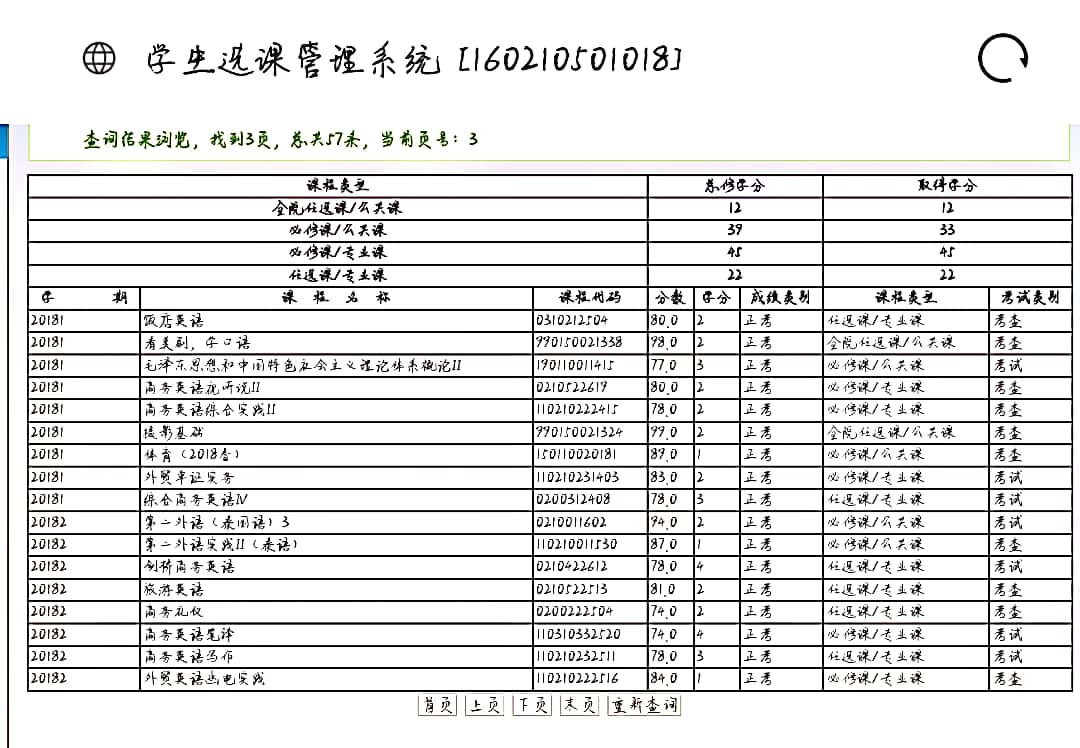 学生选课管理系统 [160210501018]
查询结果浏览，找到3页，总共57条，当前页号：3
课程类型 总修学分 取得学分
全院任选课/公共课 12 12
必修课/公共课 39 33
必修课/专业课 45 45
任选课/专业课 22 22
学 期 课 程 名 称 课程代码 分数 学分 成绩类别 课程类型 考试类别
20181 饭店英语 0310212504 80.0 2 正考 任选课/专业课 考查
20181 看美剧，学口语 990150021338 98.0 2 正考 全院任选课/公共课 考查
20181 毛泽东思想和中国特色社会主义理论体系概论II 190110011415 77.0 3 正考 必修课/公共课 考试
20181 商务英语视听说II 0210522619 80.0 2 正考 必修课/专业课 考查
20181 商务英语综合实践II 110210222415 78.0 2 正考 必修课/专业课 考查
20181 摄影基础 990150021324 99.0 2 正考 全院任选课/公共课 考查
20181 体育（2018春） 150110020181 89.0 1 正考 必修课/公共课 考查
20181 外贸单证实务 110210231403 83.0 2 正考 必修课/专业课 考试
20181 综合商务英语IV 0200312408 78.0 3 正考 任选课/专业课 考试
20182 第二外语（泰国语）3 0210011602 94.0 2 正考 必修课/公共课 考试
20182 第二外语实践II（泰语） 110210011530 87.0 1 正考 必修课/公共课 考查
20182 剑桥商务英语 0210422612 78.0 4 正考 任选课/专业课 考试
20182 旅游英语 0210522513 81.0 2 正考 任选课/专业课 考查
20182 商务礼仪 0200222504 74.0 2 正考 任选课/专业课 考查
20182 商务英语笔译 110310332520 74.0 4 正考 必修课/专业课 考试
20182 商务英语写作 110210232511 78.0 3 正考 任选课/专业课 考试
20182 外贸英语函电实践 110210222516 84.0 1 正考 必修课/专业课 考查
首页 上页 下页 末页 重新查询